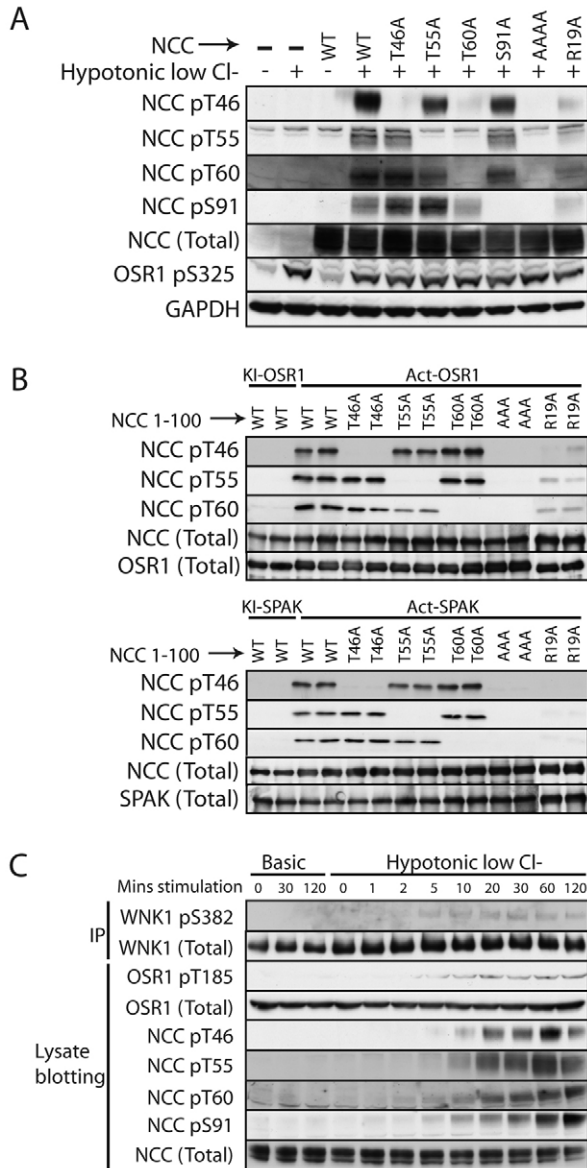 A
NCC → – – WT WT T46A T55A T60A S91A AAAA R19A
Hypotonic low Cl- - + - + + + + + + +
NCC pT46
NCC pT55
NCC pT60
NCC pS91
NCC (Total)
OSR1 pS325
GAPDH
B
KI-OSR1 Act-OSR1
NCC 1-100 → WT WT WT WT T46A T46A T55A T55A T60A T60A AAA AAA R19A R19A
NCC pT46
NCC pT55
NCC pT60
NCC (Total)
OSR1 (Total)
KI-SPAK Act-SPAK
NCC 1-100 → WT WT WT WT T46A T46A T55A T55A T60A T60A AAA AAA R19A R19A
NCC pT46
NCC pT55
NCC pT60
NCC (Total)
SPAK (Total)
C
Basic Hypotonic low Cl-
Mins stimulation 0 30 120 0 1 2 5 10 20 30 60 120
IP
WNK1 pS382
WNK1 (Total)
Lysate blotting
OSR1 pT185
OSR1 (Total)
NCC pT46
NCC pT55
NCC pT60
NCC pS91
NCC (Total)